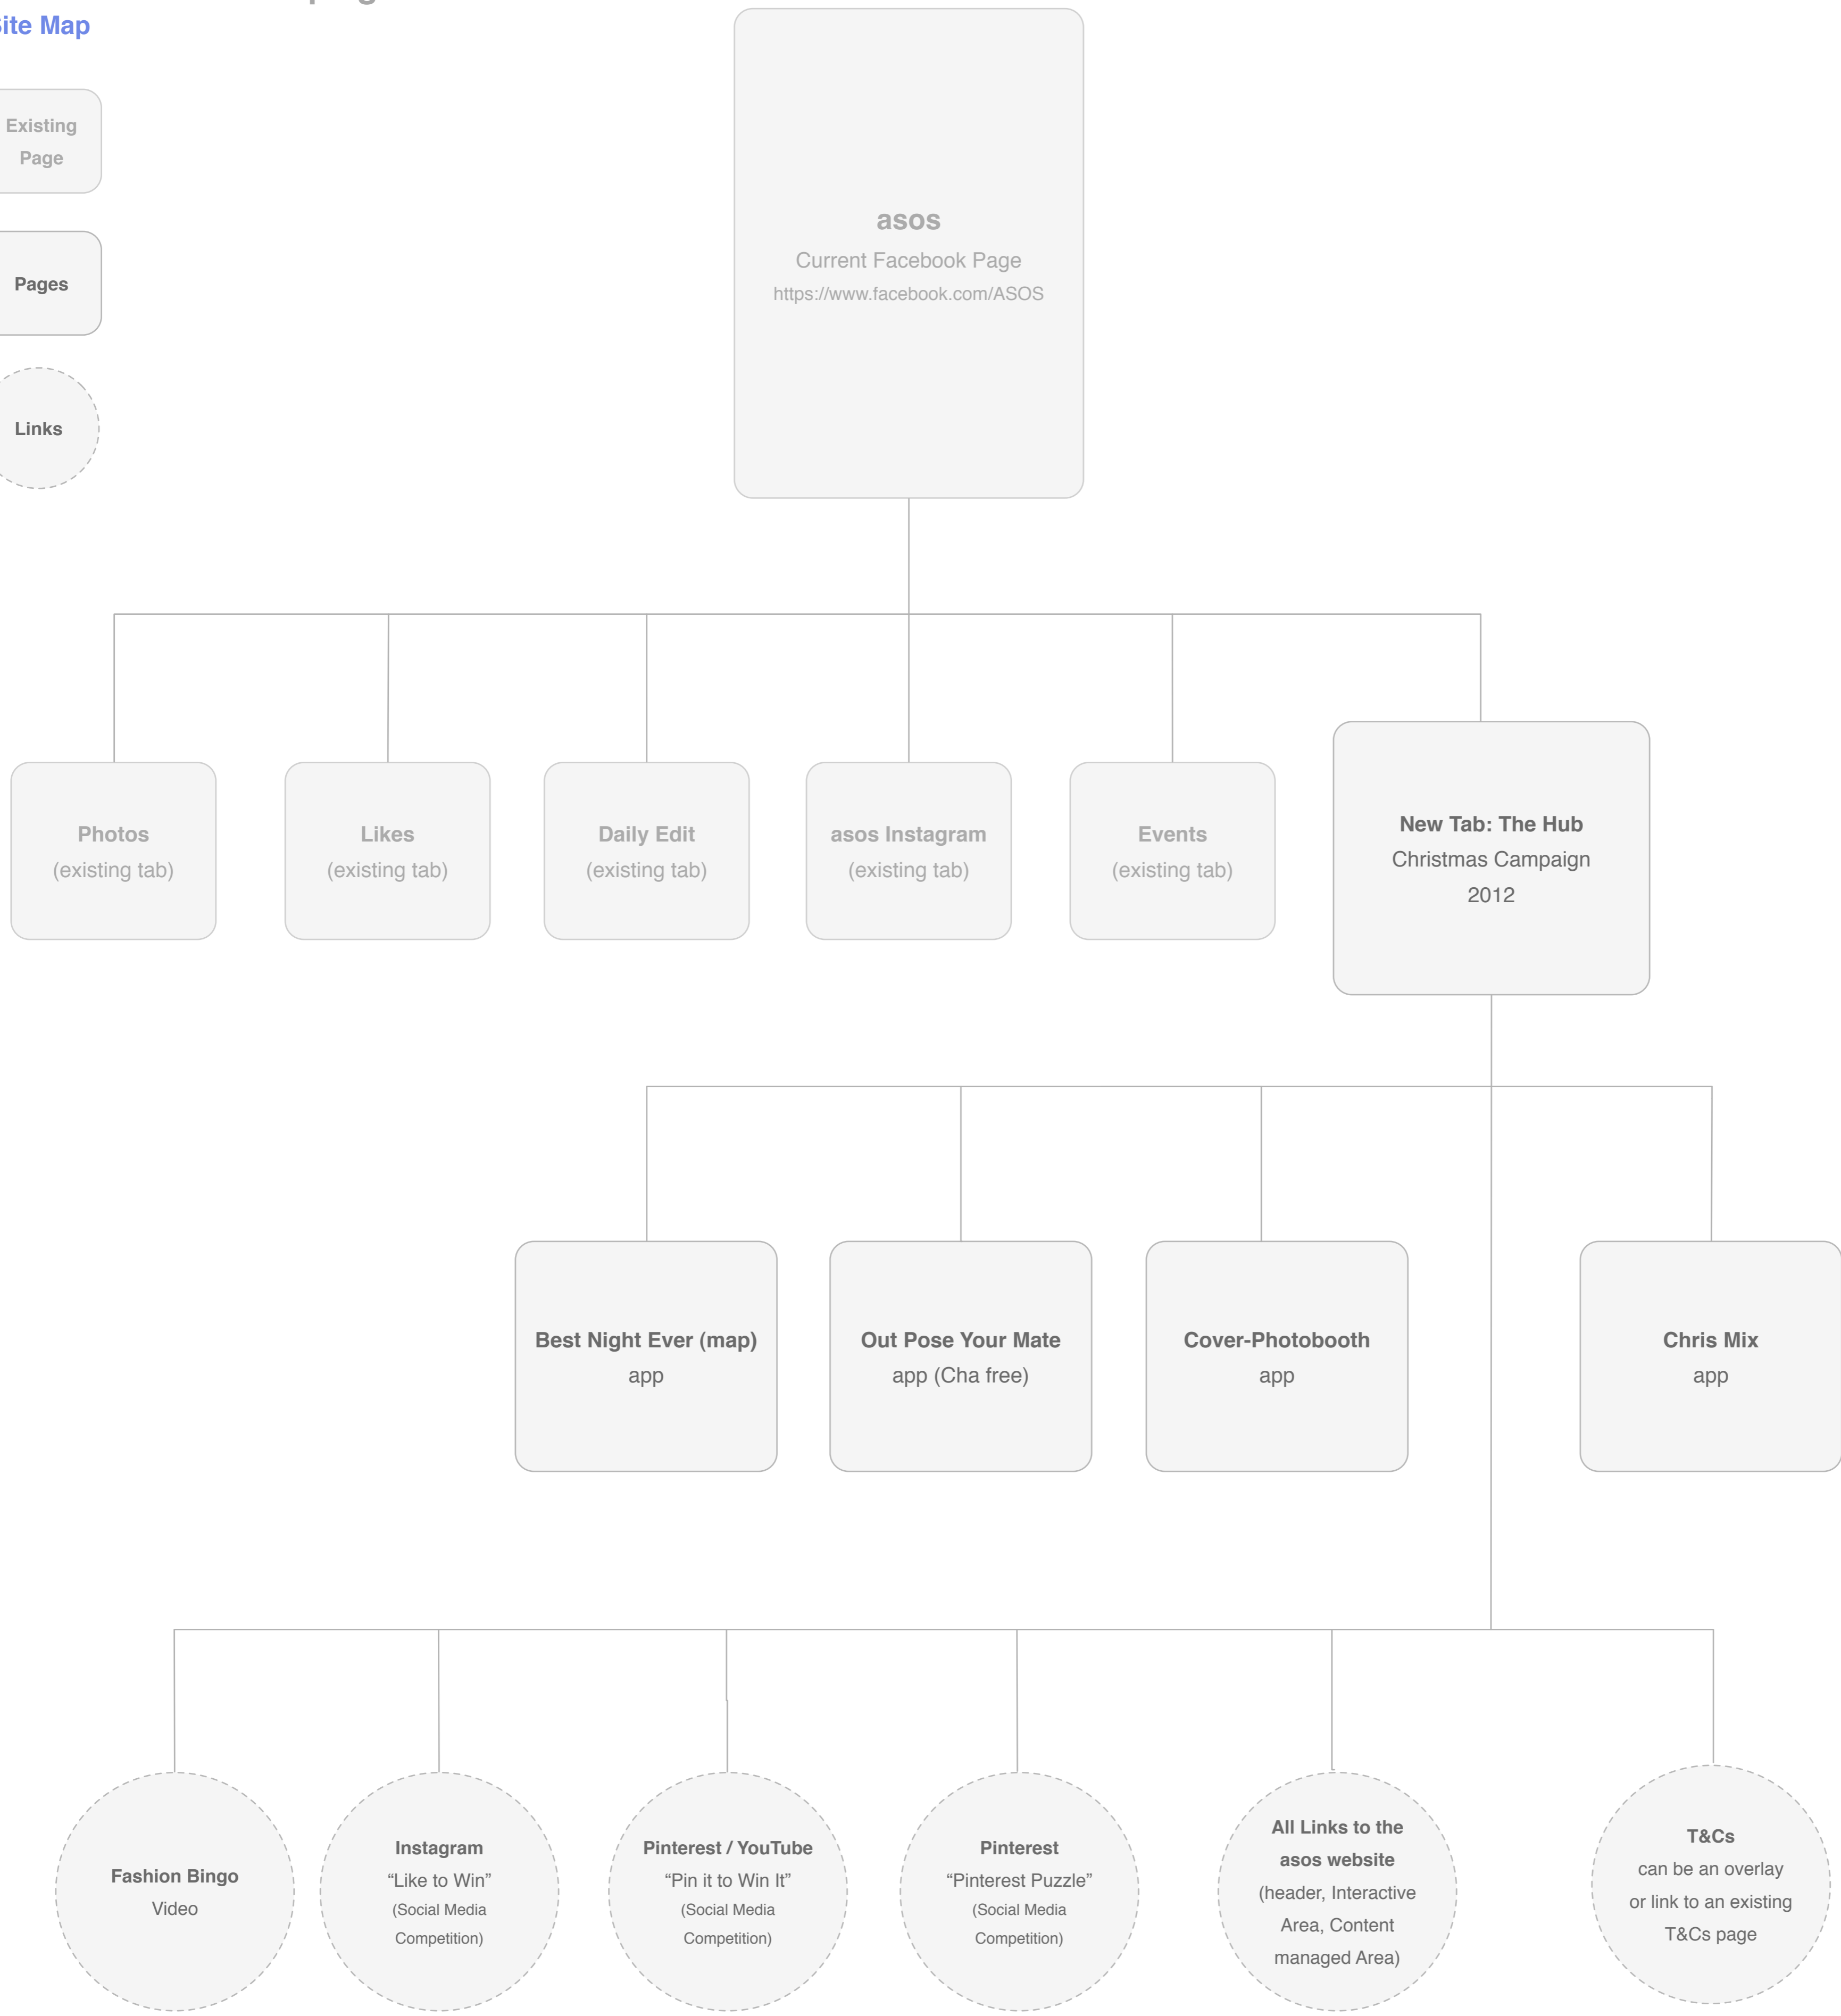 Site Map
Existing
Page
Pages
Links
asos
Current Facebook Page
https://www.facebook.com/ASOS
Photos
(existing tab)
Likes
(existing tab)
Daily Edit
(existing tab)
asos Instagram
(existing tab)
Events
(existing tab)
New Tab: The Hub
Christmas Campaign
2012
Best Night Ever (map)
app
Out Pose Your Mate
app (Cha free)
Cover-Photobooth
app
Chris Mix
app
Fashion Bingo
Video
Instagram
“Like to Win”
(Social Media
Competition)
Pinterest / YouTube
“Pin it to Win It”
(Social Media
Competition)
Pinterest
“Pinterest Puzzle”
(Social Media
Competition)
All Links to the
asos website
(header, Interactive
Area, Content
managed Area)
T&Cs
can be an overlay
or link to an existing
T&Cs page